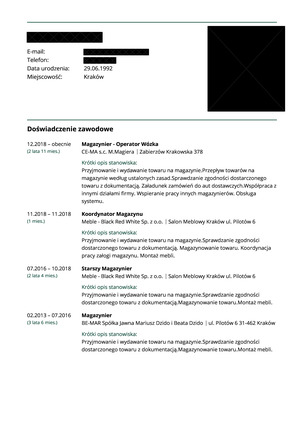 E-mail:
Telefon:
Data urodzenia: 29.06.1992
Miejscowość: Kraków
Doświadczenie zawodowe
12.2018 – obecnie
(2 lata 11 mies.)
Magazynier - Operator Wózka
CE-MA s.c. M.Magiera | Zabierzów Krakowska 378
Krótki opis stanowiska:
Przyjmowanie i wydawanie towaru na magazynie.Przepływ towarów na
magazynie według ustalonych zasad.Sprawdzanie zgodności dostarczonego
towaru z dokumentacją. Załadunek zamówień do aut dostawczych.Współpraca z
innymi działami firmy. Wspieranie pracy innych magazynierów. Obsługa
systemu.
11.2018 – 11.2018
(1 mies.)
Koordynator Magazynu
Meble - Black Red White Sp. z o.o. | Salon Meblowy Kraków ul. Pilotów 6
Krótki opis stanowiska:
Przyjmowanie i wydawanie towaru na magazynie.Sprawdzanie zgodności
dostarczonego towaru z dokumentacją. Magazynowanie towaru. Koordynacja
pracy załogi magazynu. Montaż mebli.
07.2016 – 10.2018
(2 lata 4 mies.)
Starszy Magazynier
Meble - Black Red White Sp. z o.o. | Salon Meblowy Kraków ul. Pilotów 6
Krótki opis stanowiska:
Przyjmowanie i wydawanie towaru na magazynie.Sprawdzanie zgodności
dostarczonego towaru z dokumentacją.Magazynowanie towaru.Montaż mebli.
02.2013 – 07.2016
(3 lata 6 mies.)
Magazynier
BE-MAR Spółka Jawna Mariusz Dzido i Beata Dzido | ul. Pilotów 6 31-462 Kraków
Krótki opis stanowiska:
Przyjmowanie i wydawanie towaru na magazynie.Sprawdzanie zgodności
dostarczonego towaru z dokumentacją.Magazynowanie towaru.Montaż mebli.